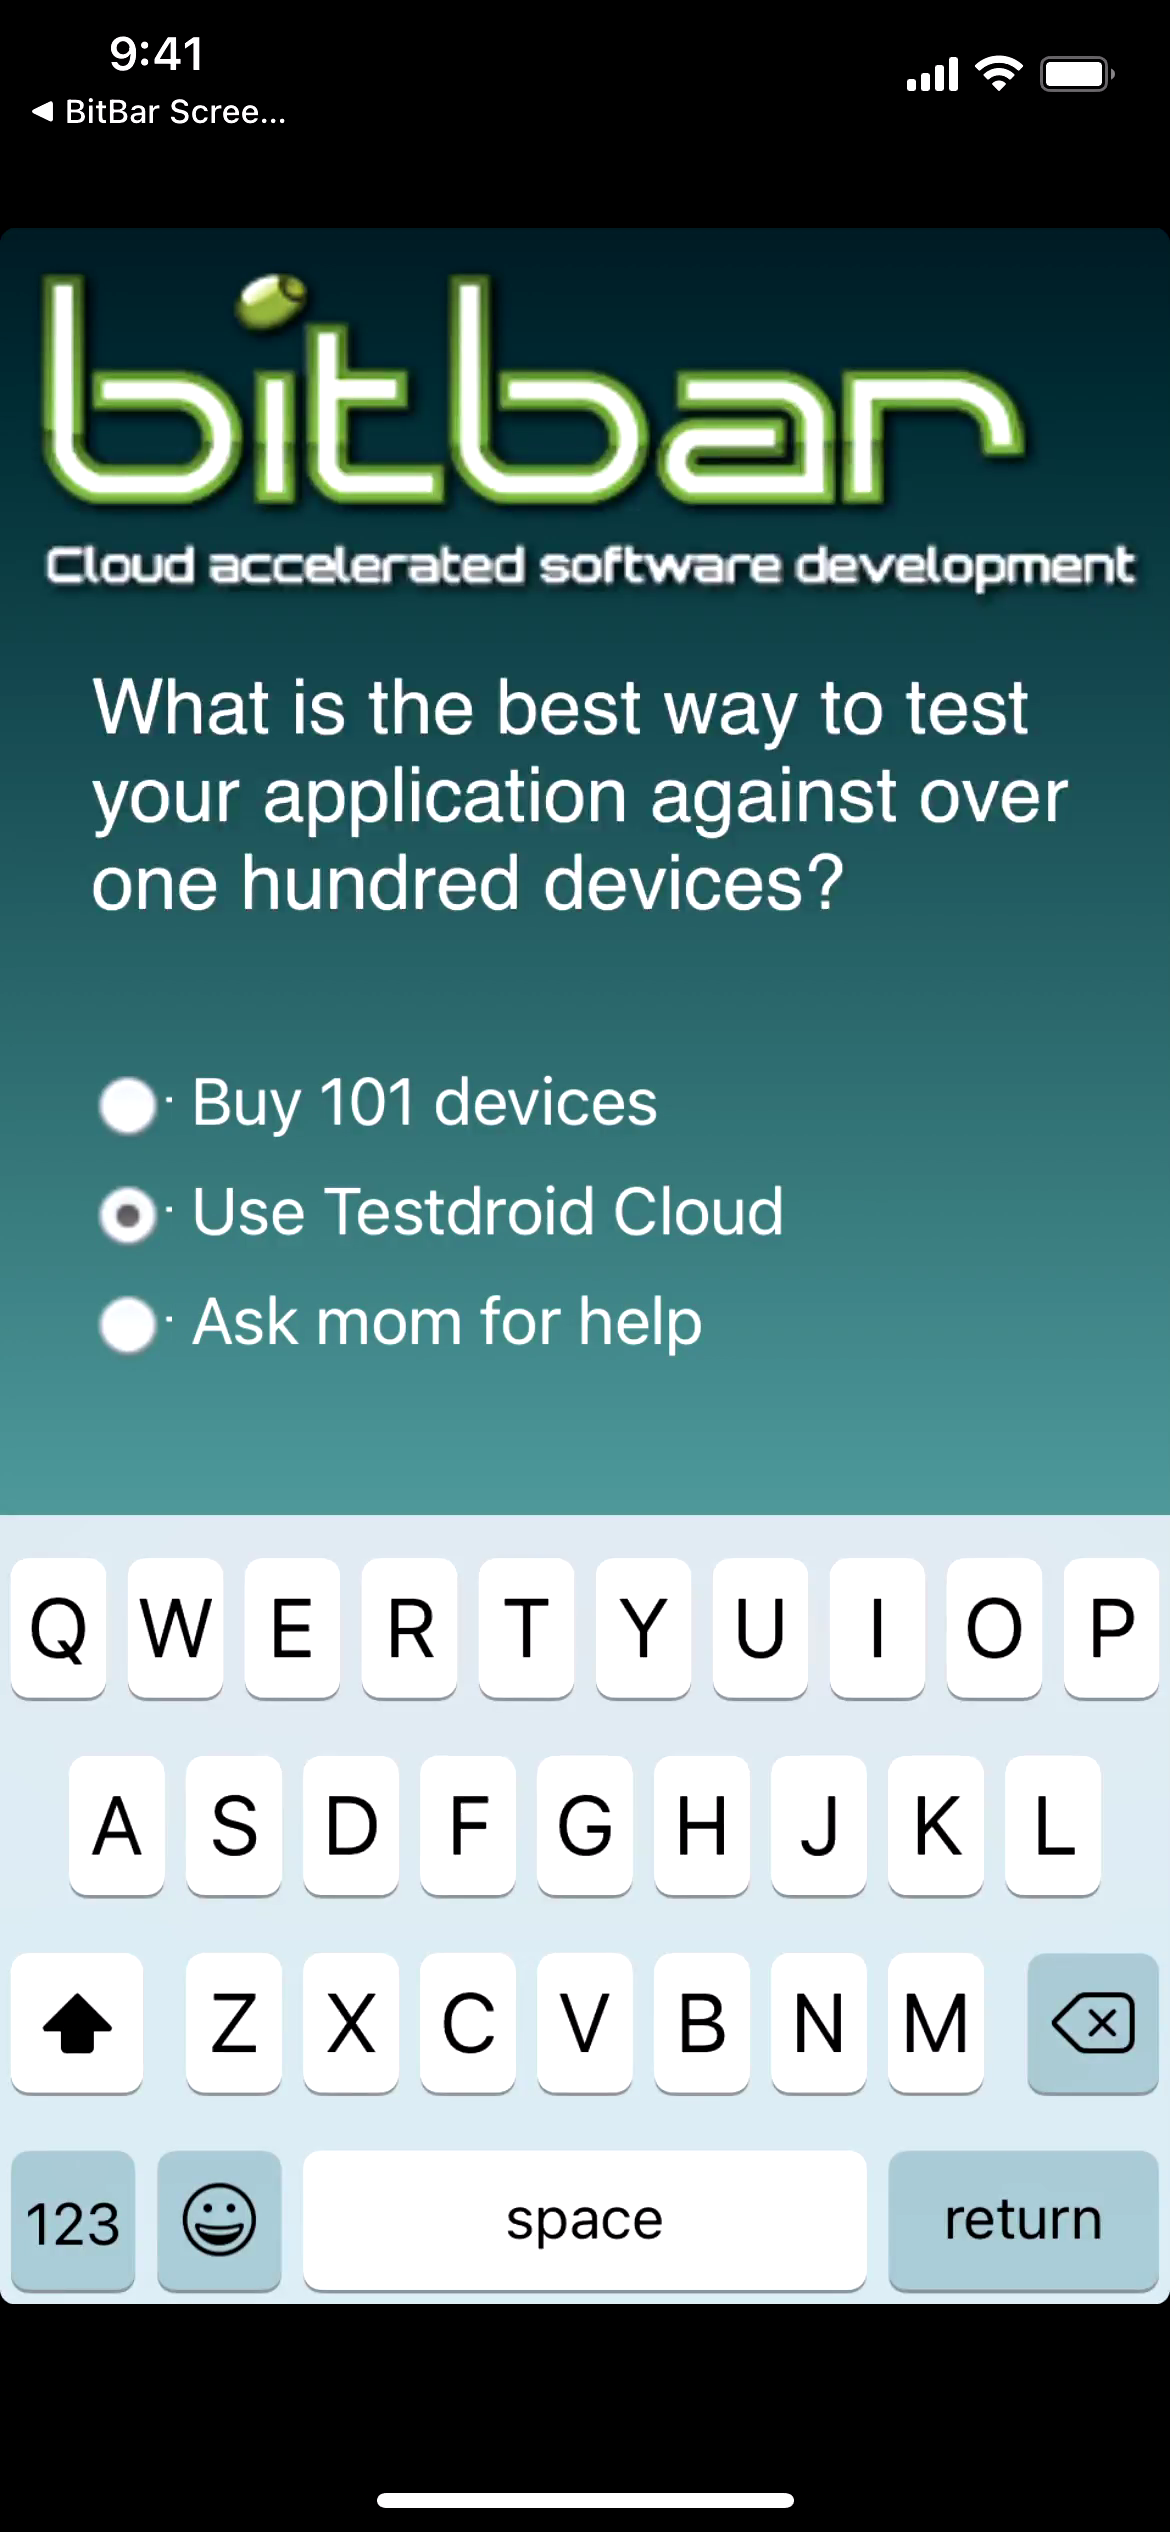 9:41
◀ BitBar Scree...
bitbar
Cloud accelerated software development
What is the best way to test
your application against over
one hundred devices?
Buy 101 devices
Use Testdroid Cloud
Ask mom for help
Q W E R T Y U I O P
A S D F G H J K L
Z X C V B N M
123 space return